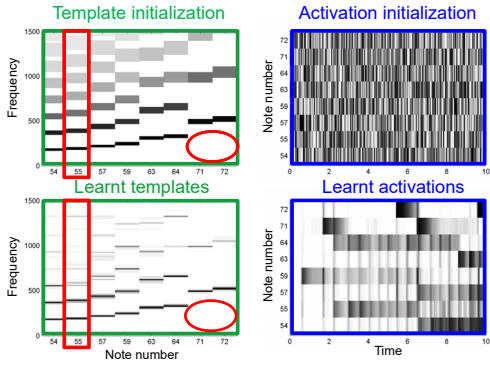 Template initialization
Activation initialization
Frequency
1500
1000
500
0
54 55 57 59 63 64 71 72
Note number
72
71
64
63
59
57
55
54
0 2 4 6 8 10
Learnt templates
Learnt activations
Frequency
1500
1000
500
0
54 55 57 59 63 64 71 72
Note number
Note number
72
71
64
63
59
57
55
54
0 2 4 6 8 10
Time